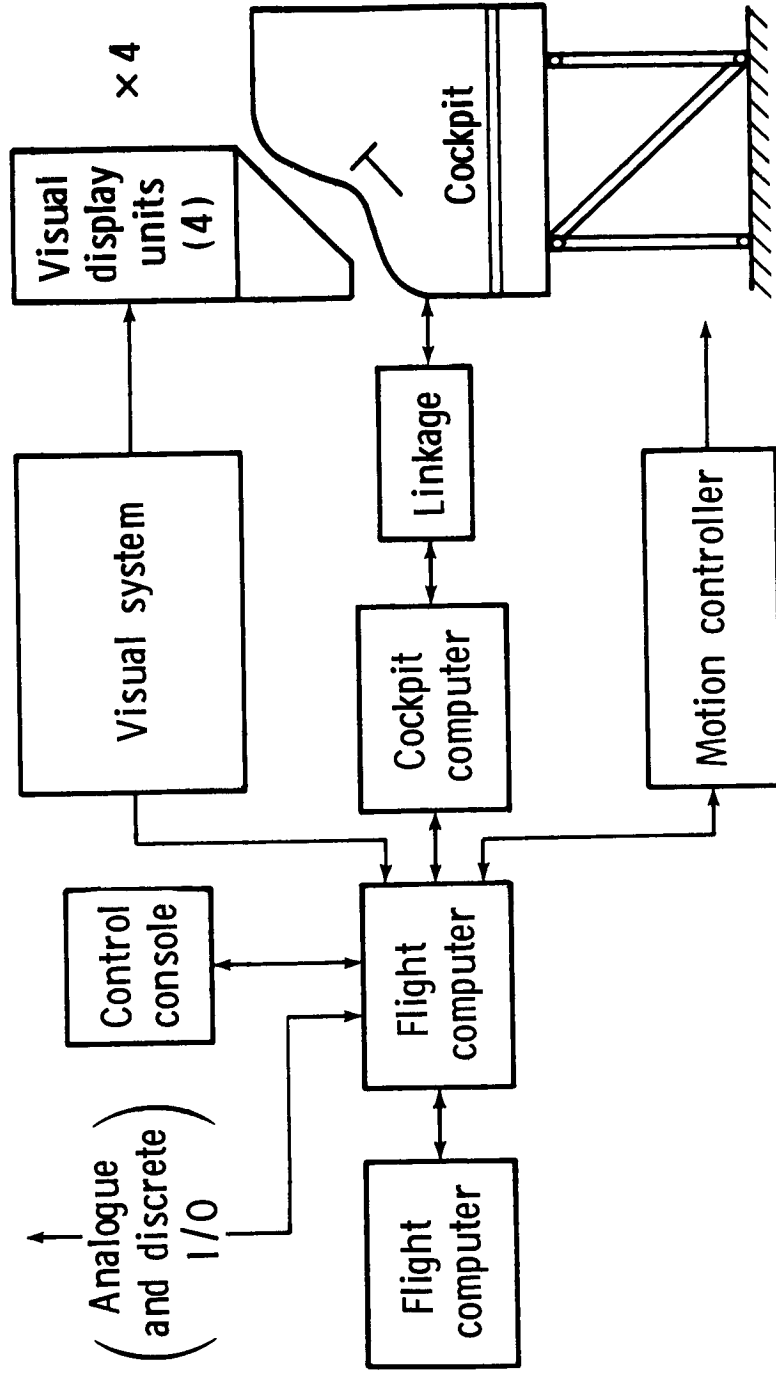 Visual
display
units
(4)
× 4
Visual system
Cockpit
Linkage
Cockpit
computer
Motion controller
Control
console
Flight
computer
Analogue
and discrete
I/O
Flight
computer